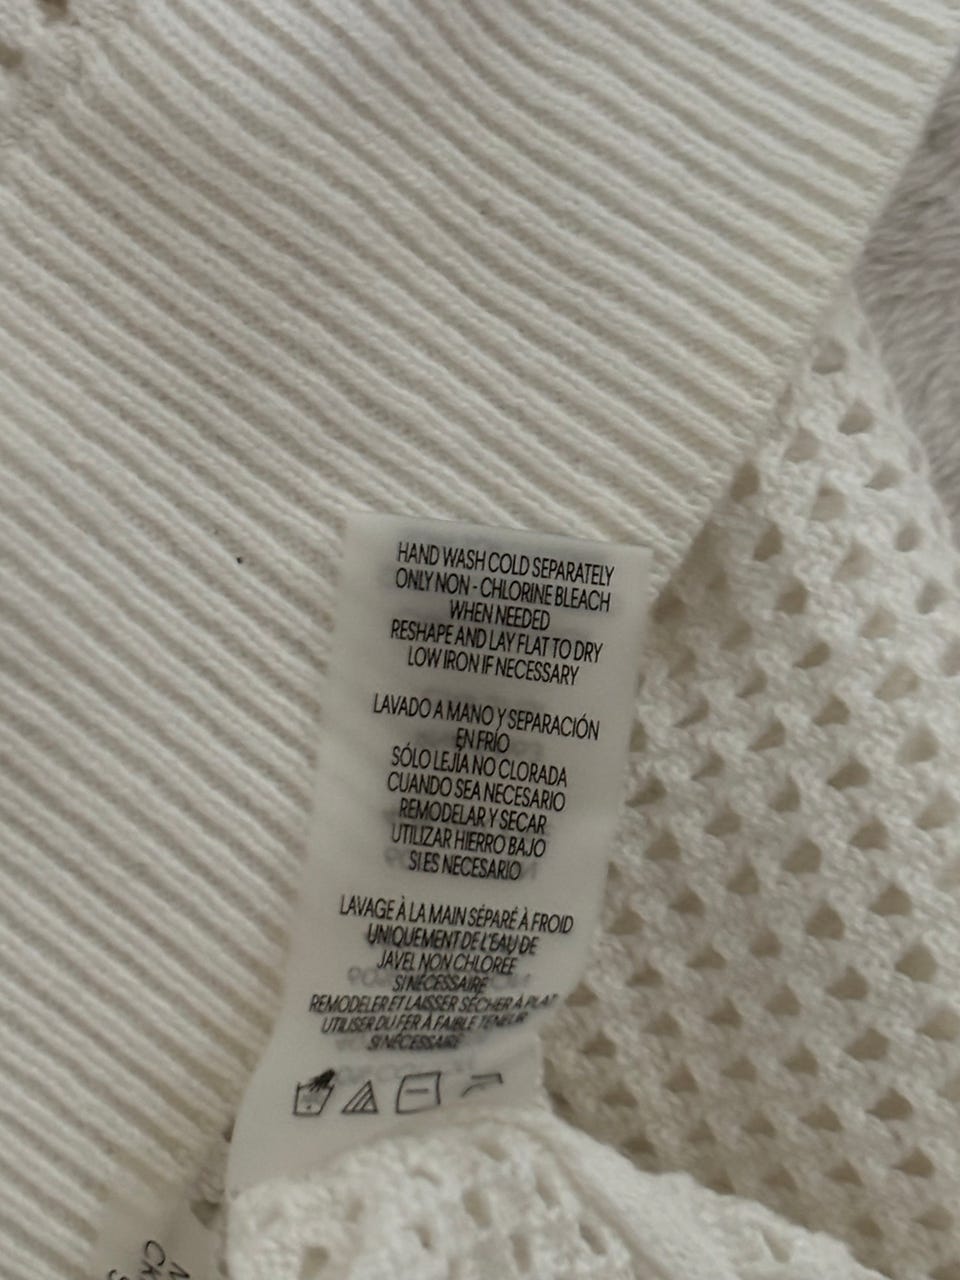 HAND WASH COLD SEPARATELY
ONLY NON - CHLORINE BLEACH
WHEN NEEDED
RESHAPE AND LAY FLAT TO DRY
LOW IRON IF NECESSARY
LAVADO A MANO Y SEPARACIÓN
EN FRÍO
SÓLO LEJÍA NO CLORADA
CUANDO SEA NECESARIO
REMODELAR Y SECAR
UTILIZAR HIERRO BAJO
SI ES NECESARIO
LAVAGE À LA MAIN SÉPARÉ À FROID
UNIQUEMENT DE L'EAU DE
JAVEL NON CHLORÉE
SI NÉCESSAIRE
REMODELER ET LAISSER SÉCHER À PLAT
UTILISER DU FER À FAIBLE TENEUR
SI NÉCESSAIRE